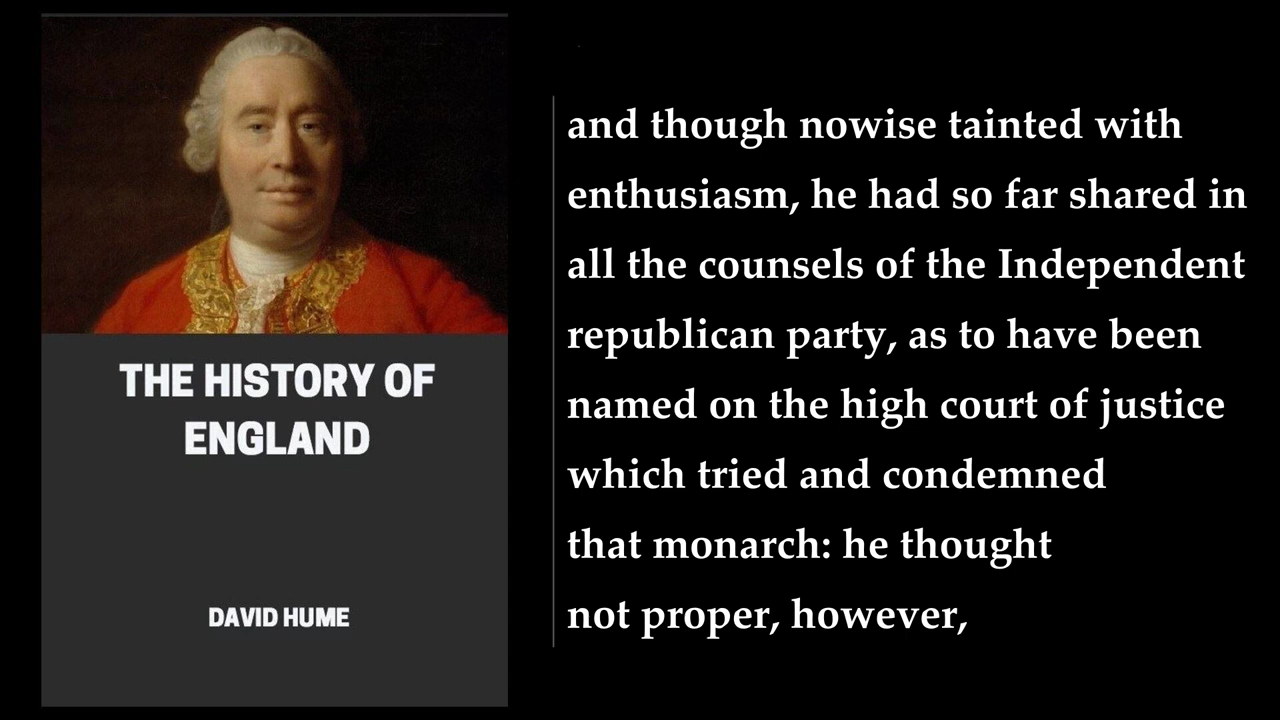 THE HISTORY OF
ENGLAND
DAVID HUME
and though nowise tainted with
enthusiasm, he had so far shared in
all the counsels of the Independent
republican party, as to have been
named on the high court of justice
which tried and condemned
that monarch: he thought
not proper, however,